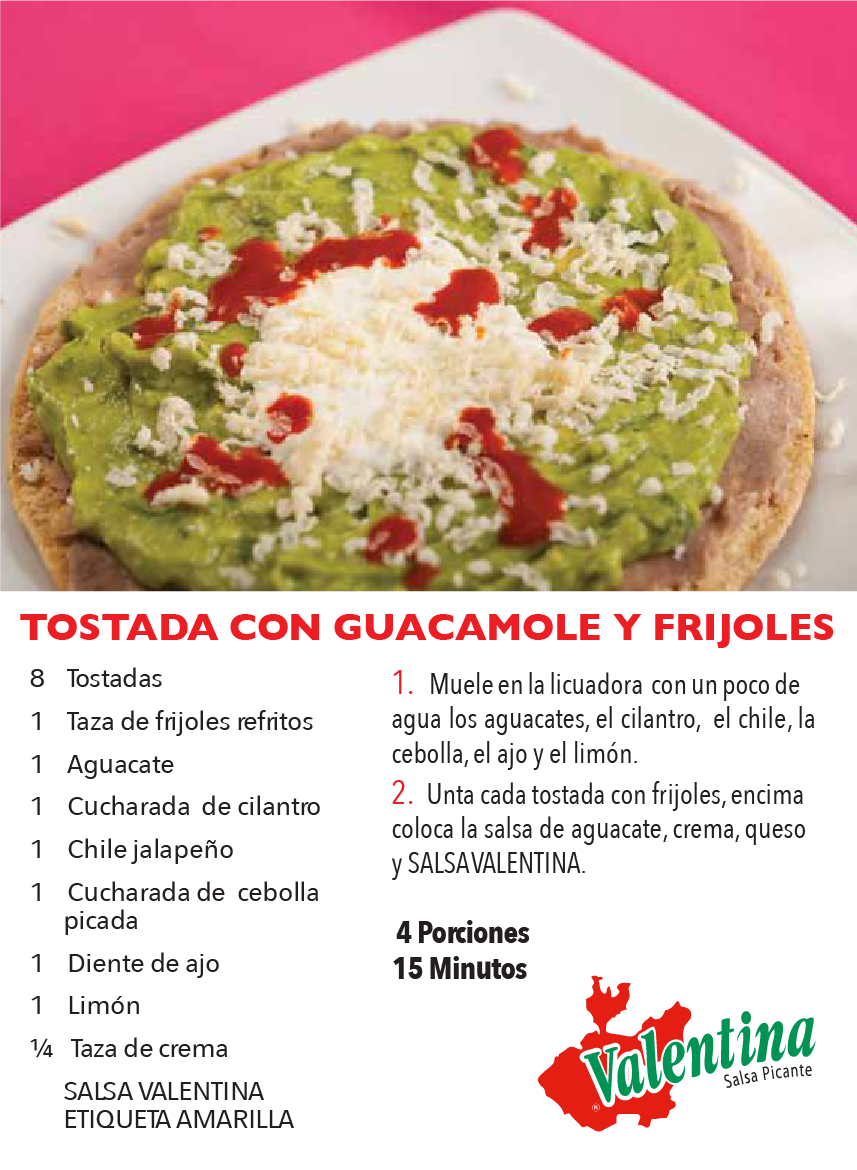 TOSTADA CON GUACAMOLE Y FRIJOLES
8 Tostadas
1 Taza de frijoles refritos
1 Aguacate
1 Cucharada de cilantro
1 Chile jalapeño
1 Cucharada de cebolla
picada
1 Diente de ajo
1 Limón
¼ Taza de crema
SALSA VALENTINA
ETIQUETA AMARILLA
1. Muele en la licuadora con un poco de
agua los aguacates, el cilantro, el chile, la
cebolla, el ajo y el limón.
2. Unta cada tostada con frijoles, encima
coloca la salsa de aguacate, crema, queso
y SALSA VALENTINA.
4 Porciones
15 Minutos
Valentina
Salsa Picante
®